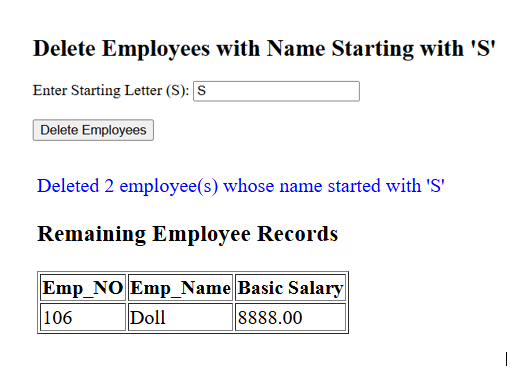 Delete Employees with Name Starting with 'S'
Enter Starting Letter (S): S
Delete Employees
Deleted 2 employee(s) whose name started with 'S'
Remaining Employee Records
Emp_NO Emp_Name Basic Salary
106 Doll 8888.00